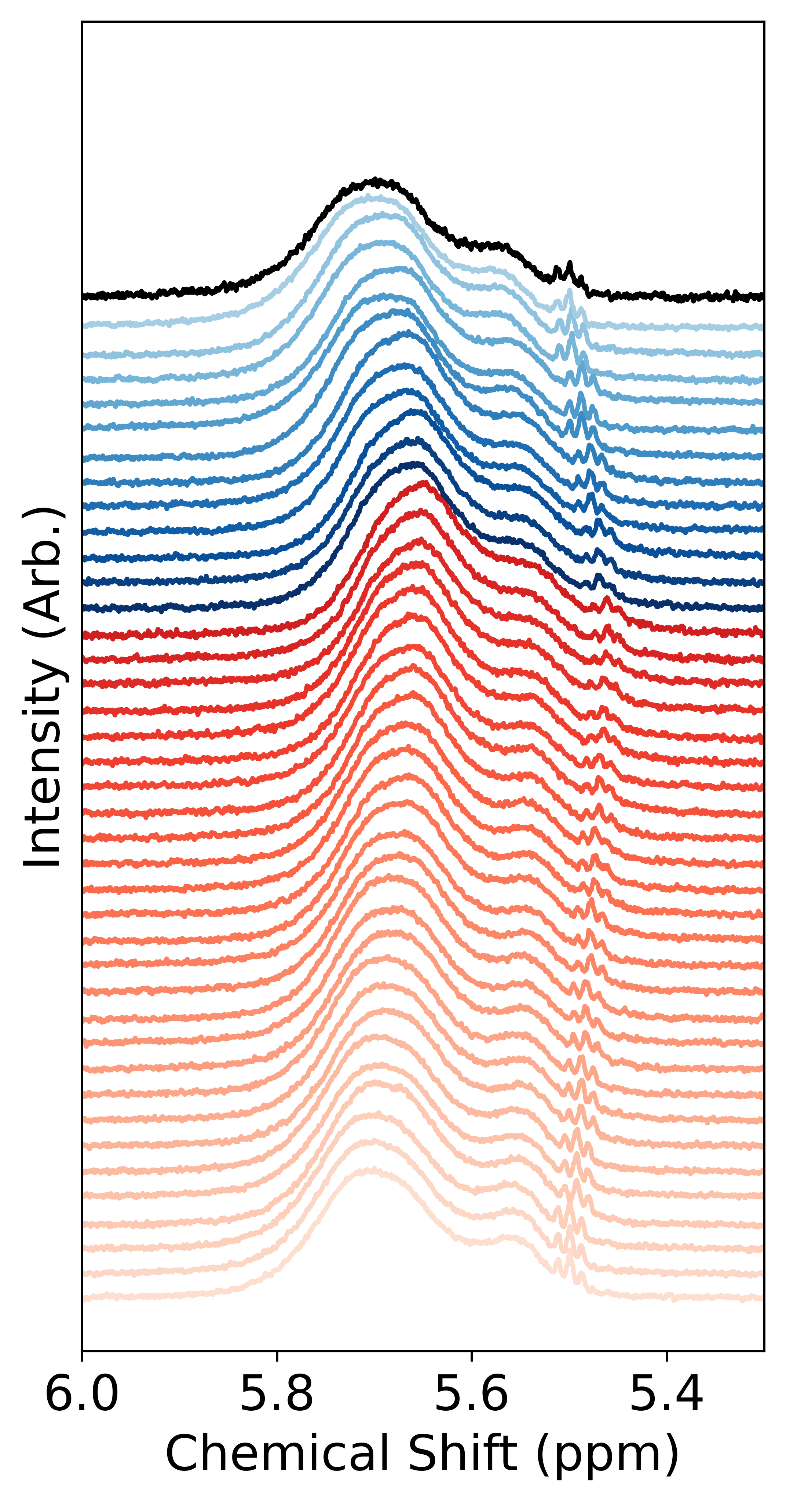 Intensity (Arb.)
6.0 5.8 5.6 5.4
Chemical Shift (ppm)